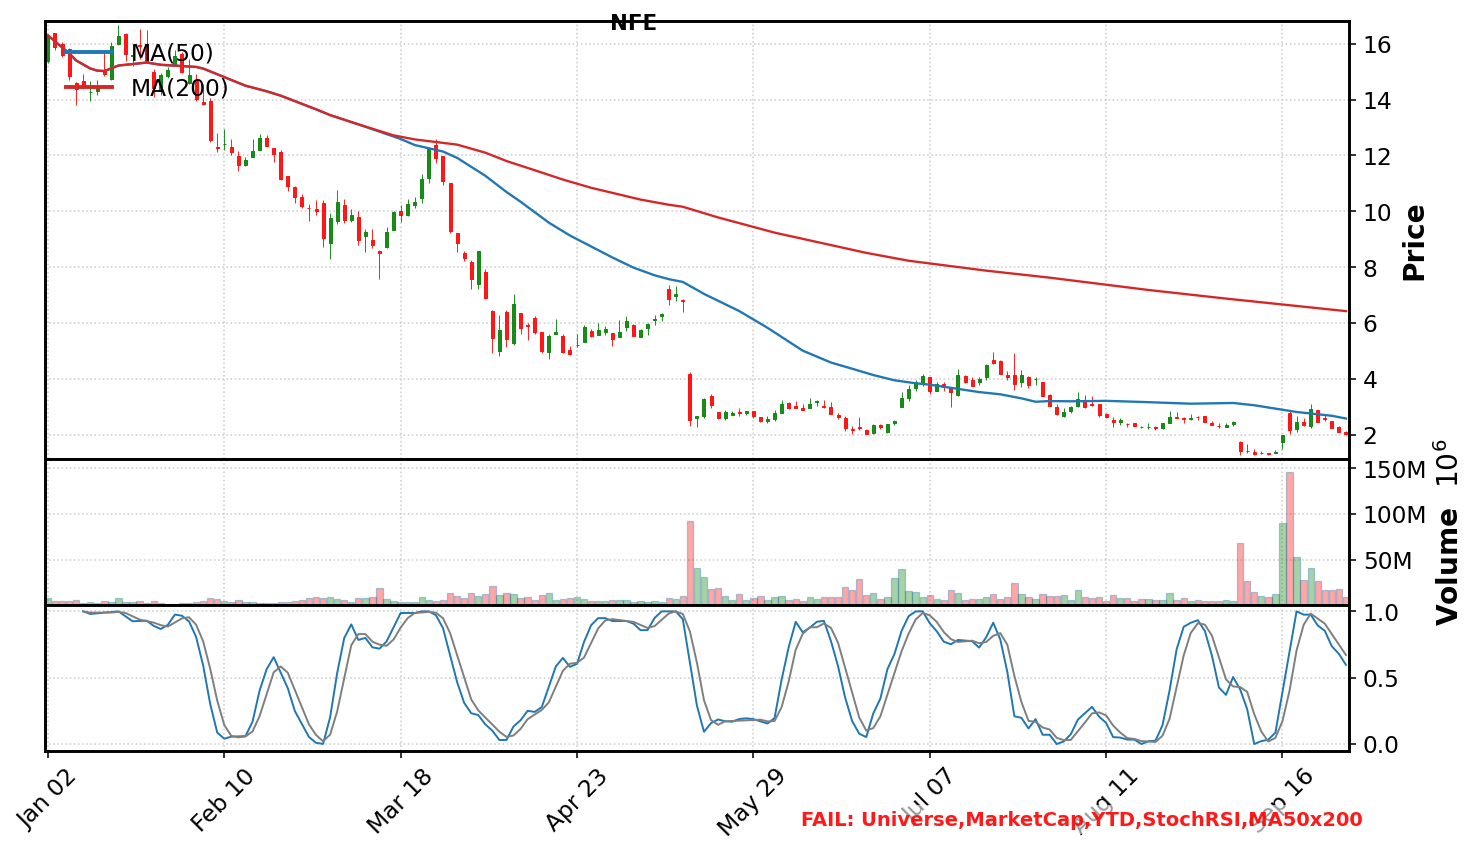 NFE
MA(50)
MA(200)
16
14
12
10
8
6
4
2
Price
150M
100M
50M
Volume 10^6
1.0
0.5
0.0
Jan 02
Feb 10
Mar 18
Apr 23
May 29
Jul 07
Aug 11
Sep 16
FAIL: Universe,MarketCap,YTD,StochRSI,MA50x200